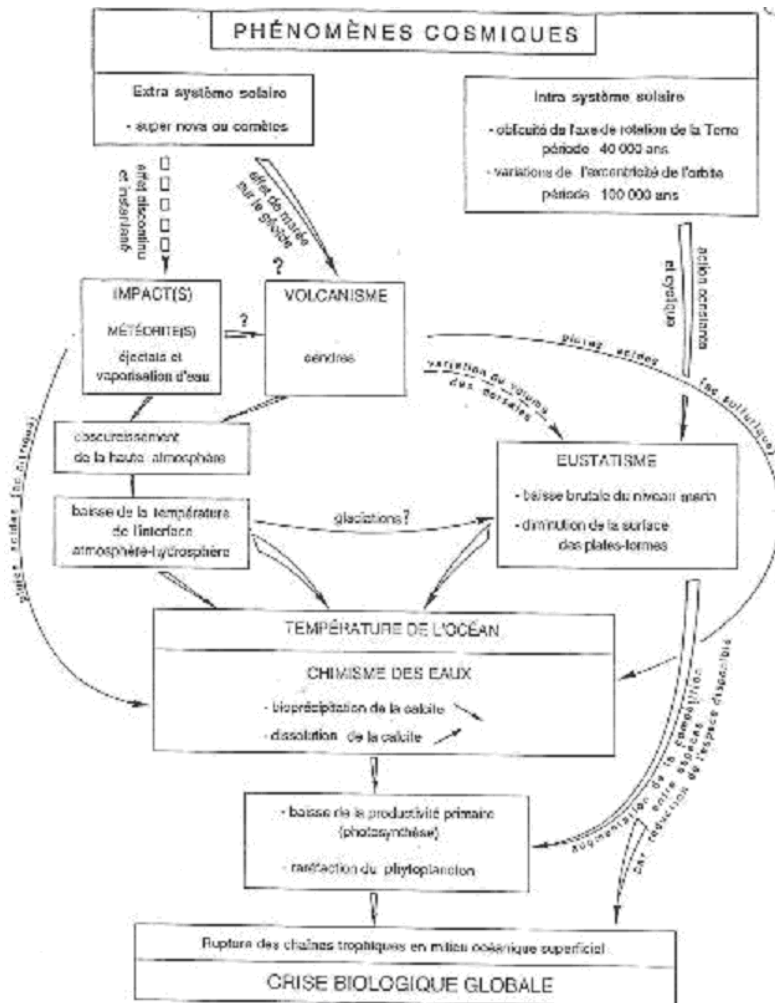 PHÉNOMÈNES COSMIQUES
Extra système solaire
- super nova ou comètes
Intra système solaire
- obliquité de l'axe de rotation de la Terre
période 40 000 ans
- variations de l'excentricité de l'orbite
période 100 000 ans
effet discontinu
et instantané
effet de marée
sur le géoïde
?
action constante
et cyclique
IMPACT(S)
MÉTÉORITE(S)
éjectats et
vaporisation d'eau
?
VOLCANISME
cendres
pluies acides (ac sulfurique)
variation du volume
des dorsales
obscurcissement
de la haute atmosphère
baisse de la température
de l'interface
atmosphère-hydrosphère
glaciations?
EUSTATISME
- baisse brutale du niveau marin
- diminution de la surface
des plates-formes
pluies acides (ac nitrique)
TEMPÉRATURE DE L'OCÉAN
CHIMISME DES EAUX
- bioprécipitation de la calcite
- dissolution de la calcite
- baisse de la productivité primaire
(photosynthèse)
- raréfaction du phytoplancton
augmentation de la compétition
entre espèces
par réduction de l'espace disponible
Rupture des chaînes trophiques en milieu océanique superficiel
CRISE BIOLOGIQUE GLOBALE